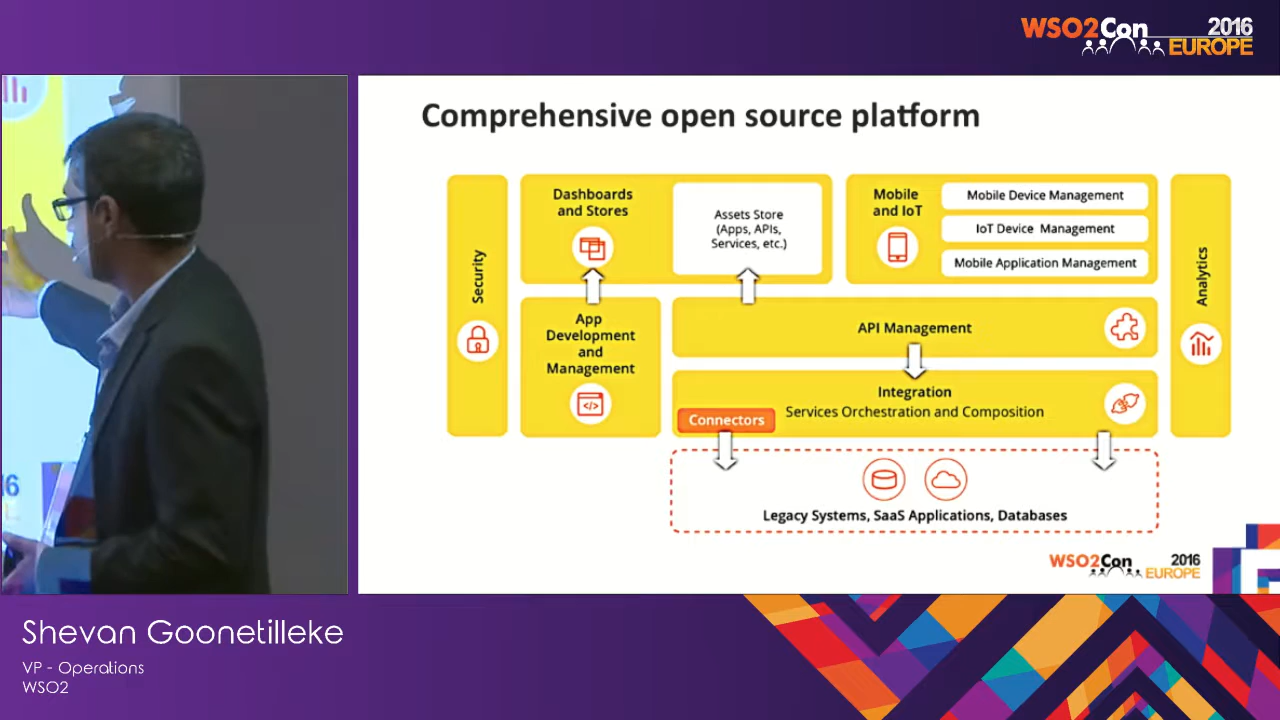 WSO2Con 2016
EUROPE
Comprehensive open source platform
Security
Dashboards
and Stores
Assets Store
(Apps, APIs,
Services, etc.)
Mobile
and IoT
Mobile Device Management
IoT Device Management
Mobile Application Management
Analytics
App
Development
and
Management
API Management
Integration
Services Orchestration and Composition
Connectors
Legacy Systems, SaaS Applications, Databases
WSO2Con 2016
EUROPE
Shevan Goonetilleke
VP - Operations
WSO2